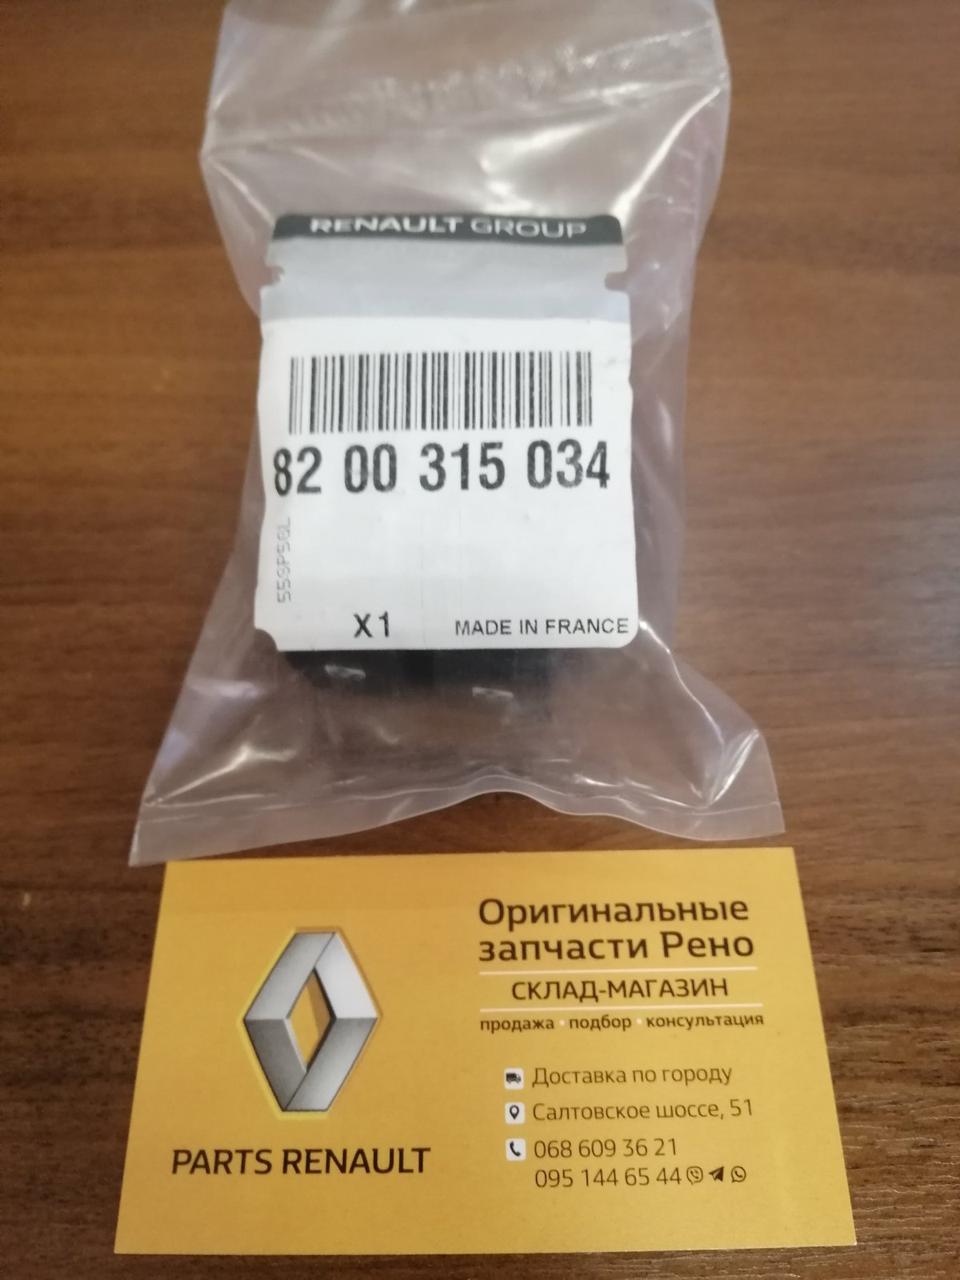 RENAULT GROUP
82 00 315 034
X1 MADE IN FRANCE
Оригинальные
запчасти Рено
СКЛАД-МАГАЗИН
продажа • подбор • консультация
Доставка по городу
Салтовское шоссе, 51
068 609 36 21
095 144 65 44
PARTS RENAULT